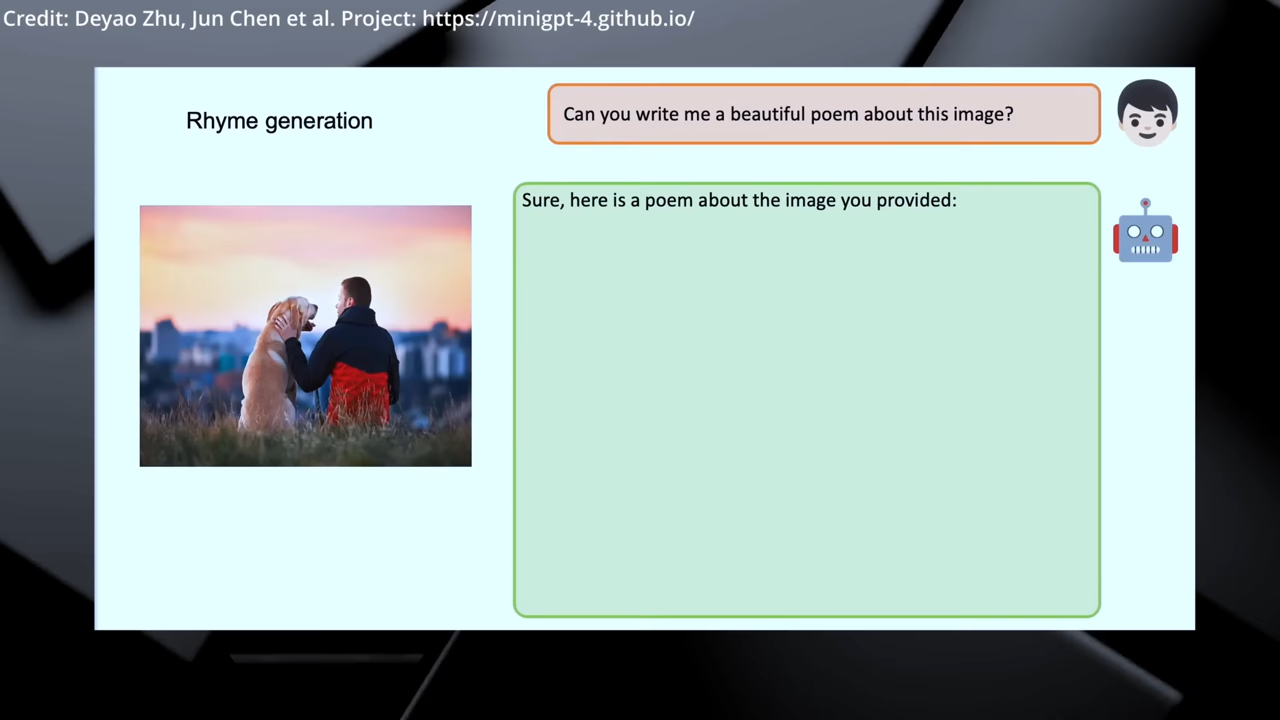 Credit: Deyao Zhu, Jun Chen et al. Project: https://minigpt-4.github.io/
Rhyme generation
Can you write me a beautiful poem about this image?
Sure, here is a poem about the image you provided: